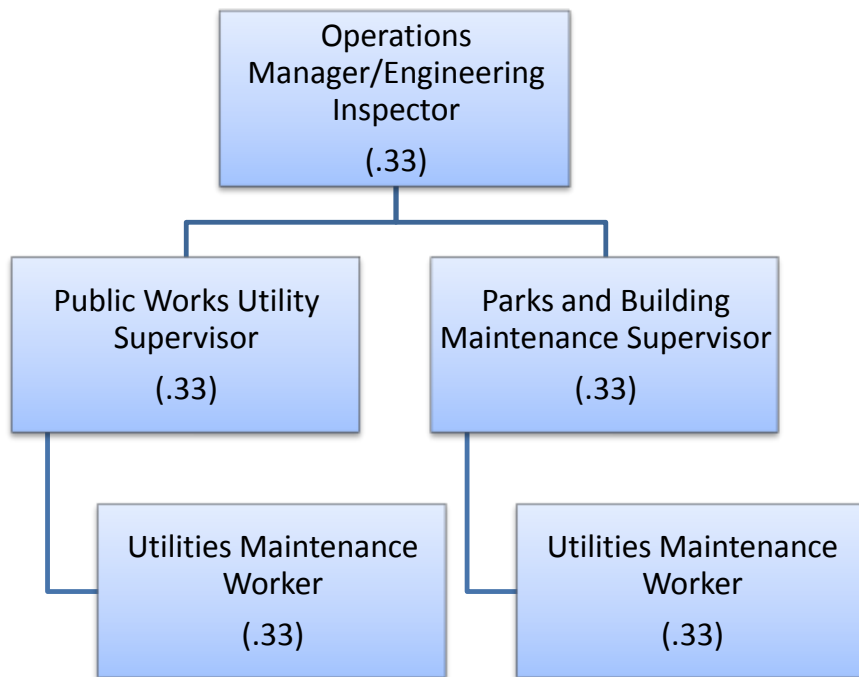 Operations
Manager/Engineering
Inspector
(.33)
Public Works Utility
Supervisor
(.33)
Parks and Building
Maintenance Supervisor
(.33)
Utilities Maintenance
Worker
(.33)
Utilities Maintenance
Worker
(.33)